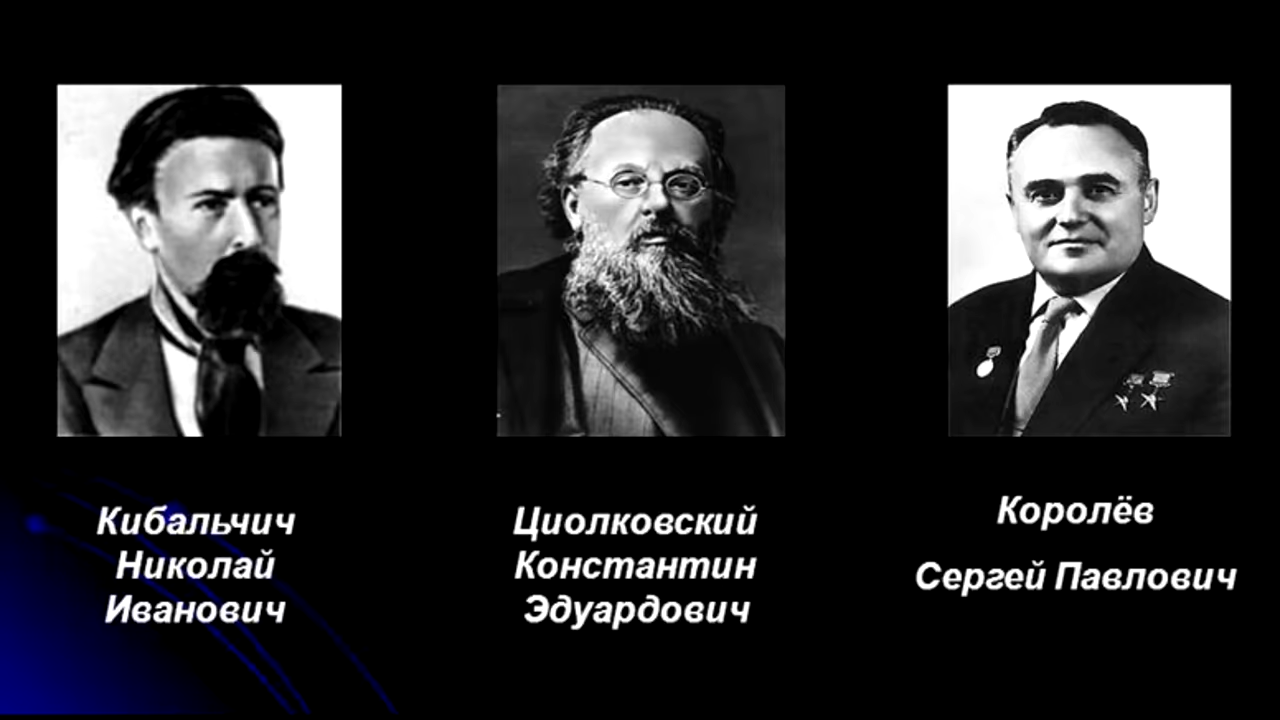 Кибальчич
Николай
Иванович
Циолковский
Константин
Эдуардович
Королёв
Сергей Павлович